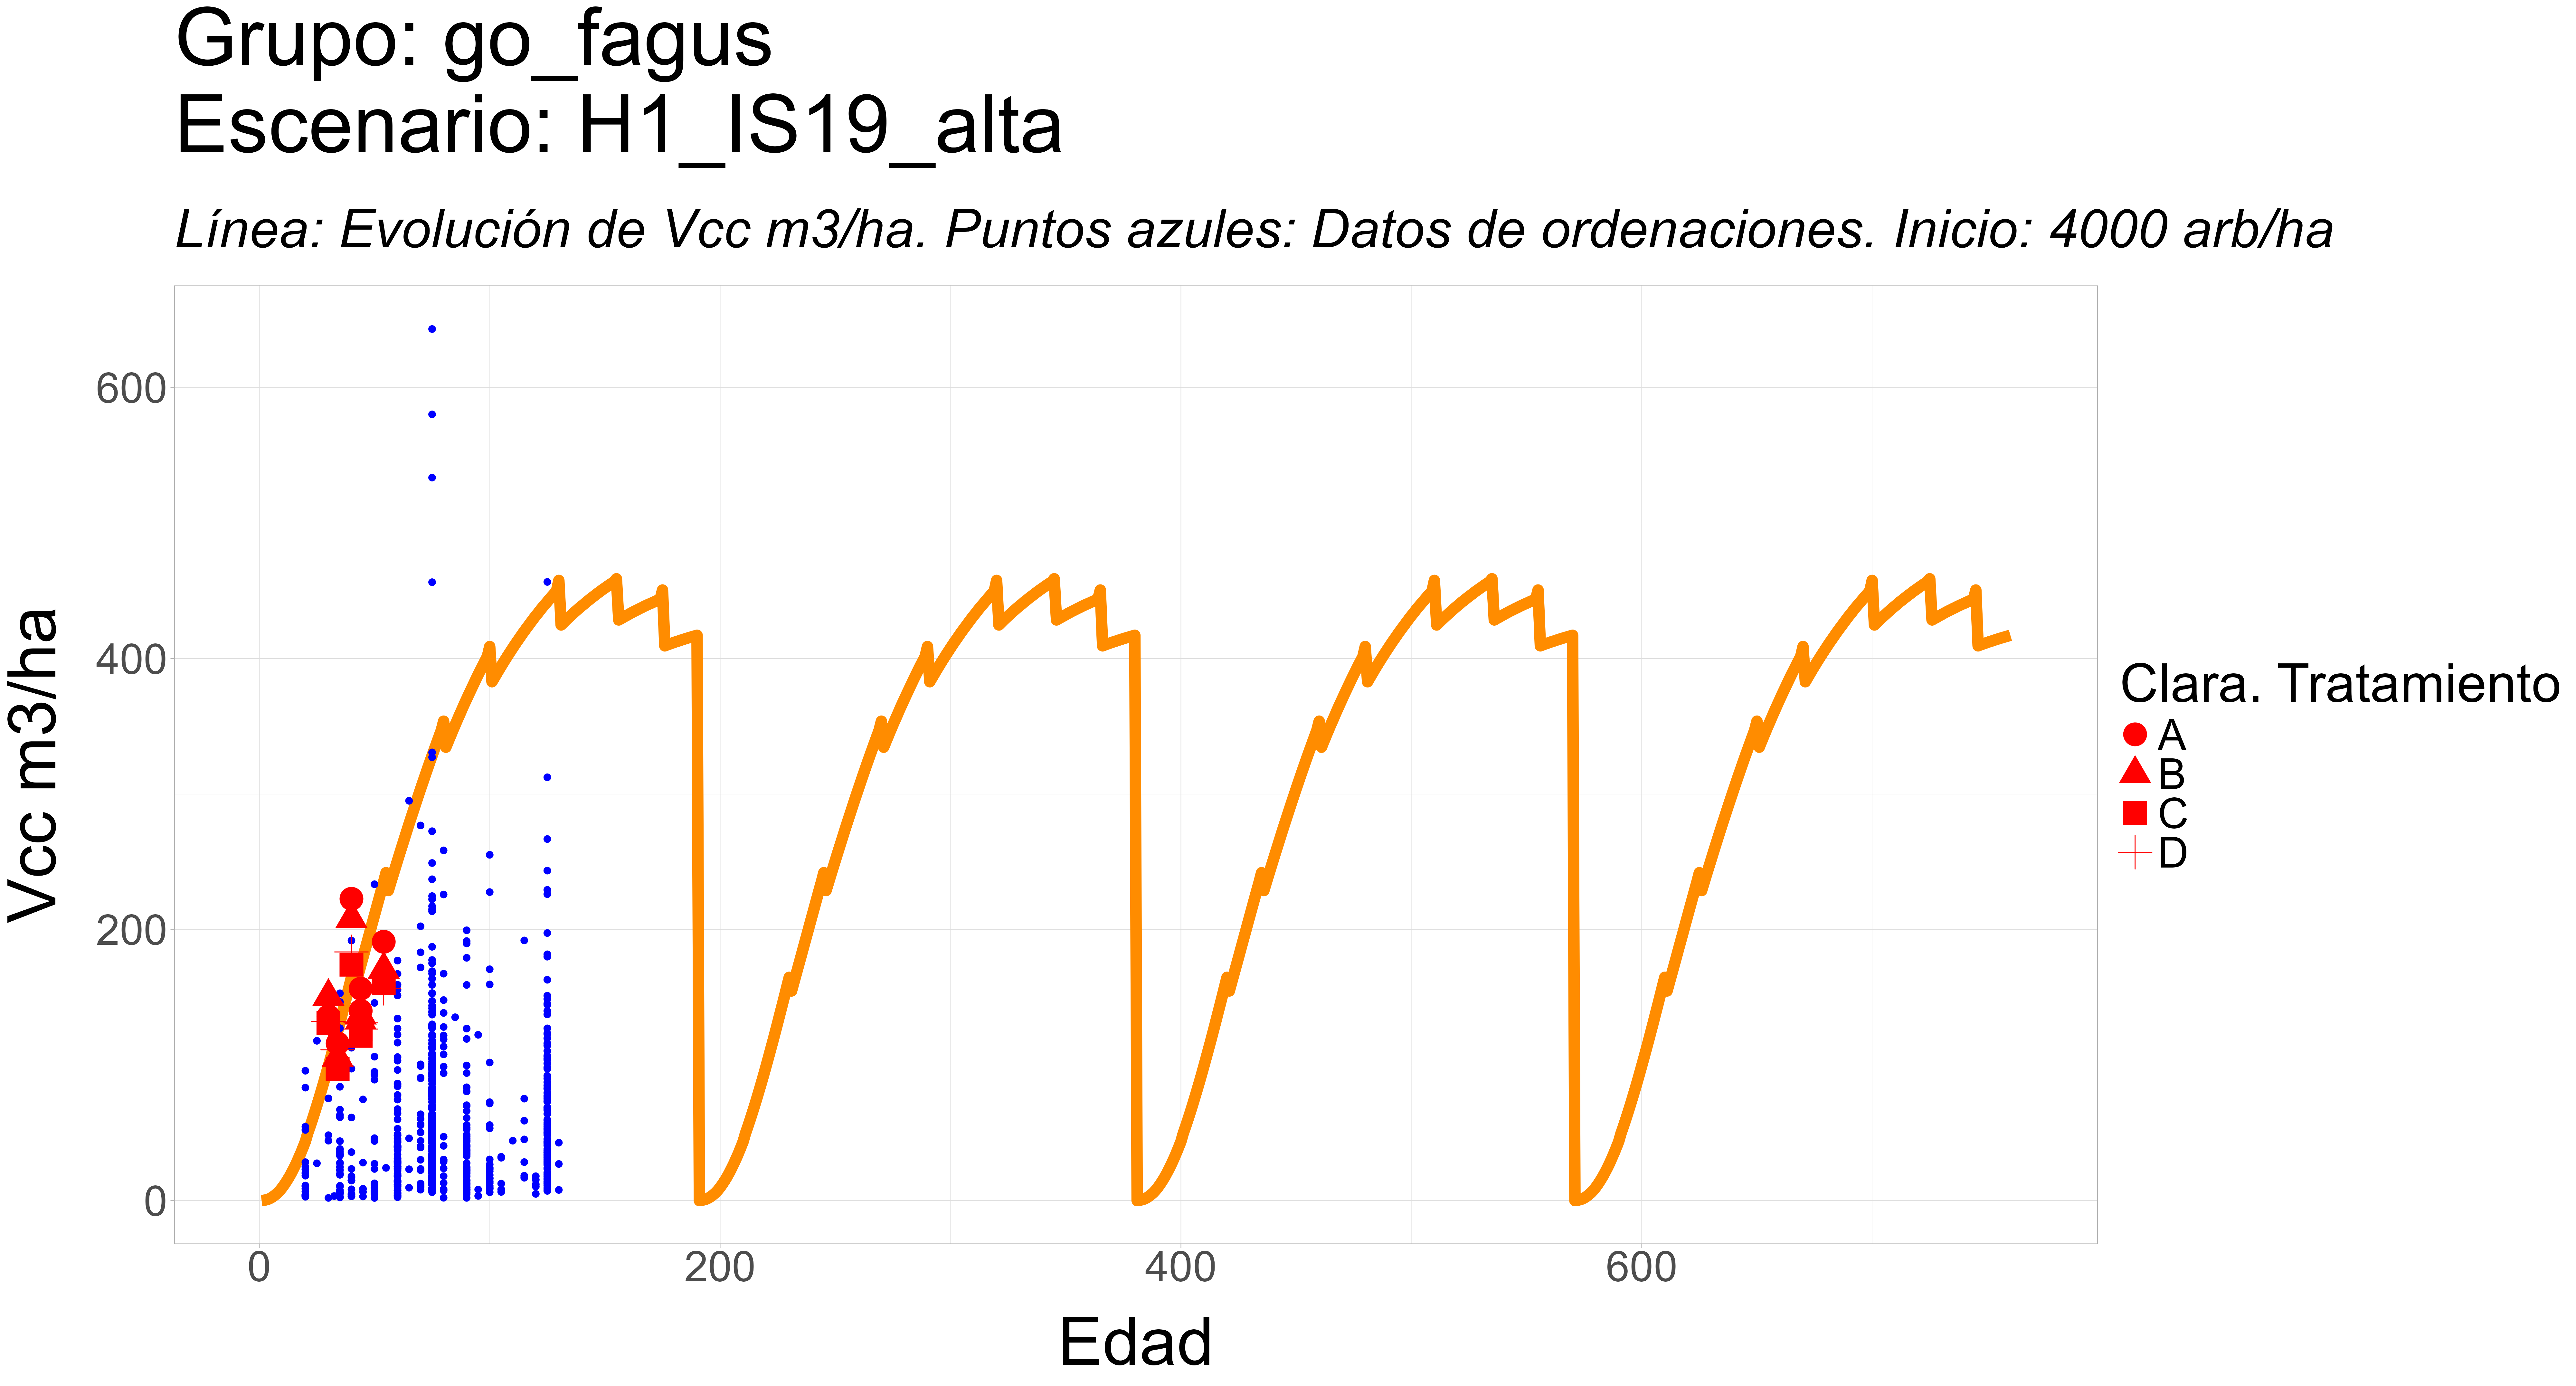 Grupo: go_fagus
Escenario: H1_IS19_alta
Línea: Evolución de Vcc m3/ha. Puntos azules: Datos de ordenaciones. Inicio: 4000 arb/ha
Vcc m3/ha
600
400
200
0
0
200
400
600
Edad
Clara. Tratamiento
A
B
C
D